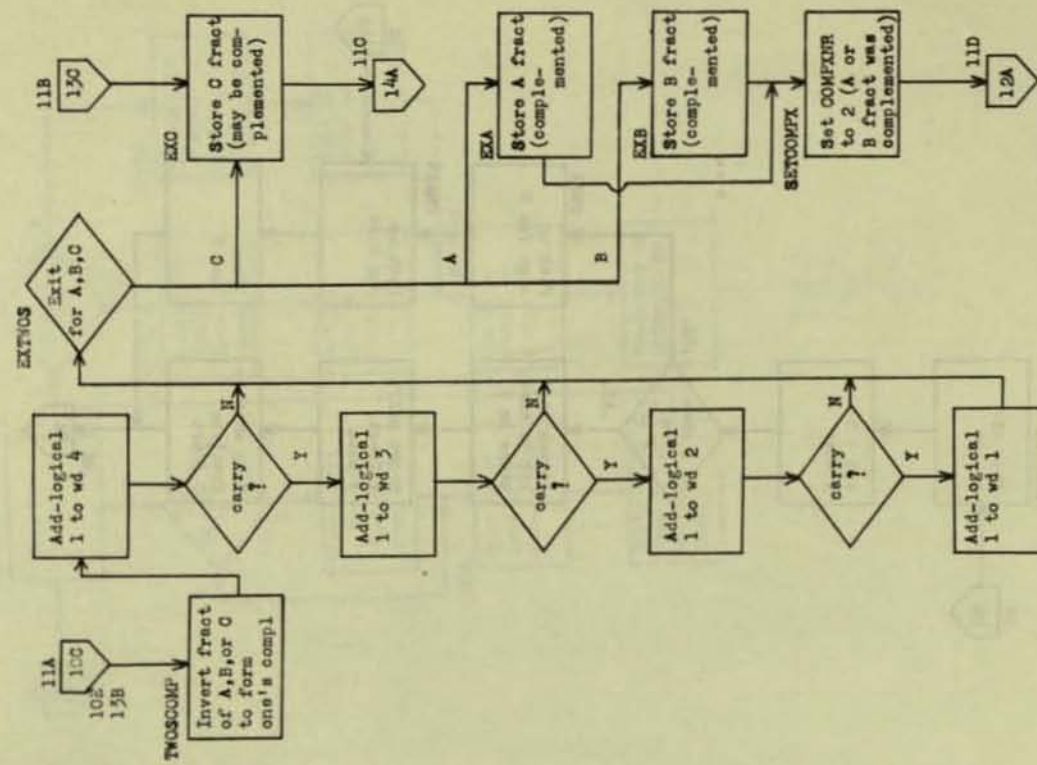 11A
10C
10E
13B
TWOSCOMP
Invert fract
of A,B,or C
to form
one's compl
Add-logical
1 to wd 4
carry
?
N
Y
Add-logical
1 to wd 3
carry
?
N
Y
Add-logical
1 to wd 2
carry
?
N
Y
Add-logical
1 to wd 1
EXTWOS
Exit
for A,B,C
C
A
B
11B
13C
EXC
Store C fract
(may be com-
plemented)
11C
14A
EXA
Store A fract
(comple-
mented)
EXB
Store B fract
(comple-
mented)
SETCOMPX
Set COMPXNR
to 2 (A or
B fract was
complemented)
11D
12A